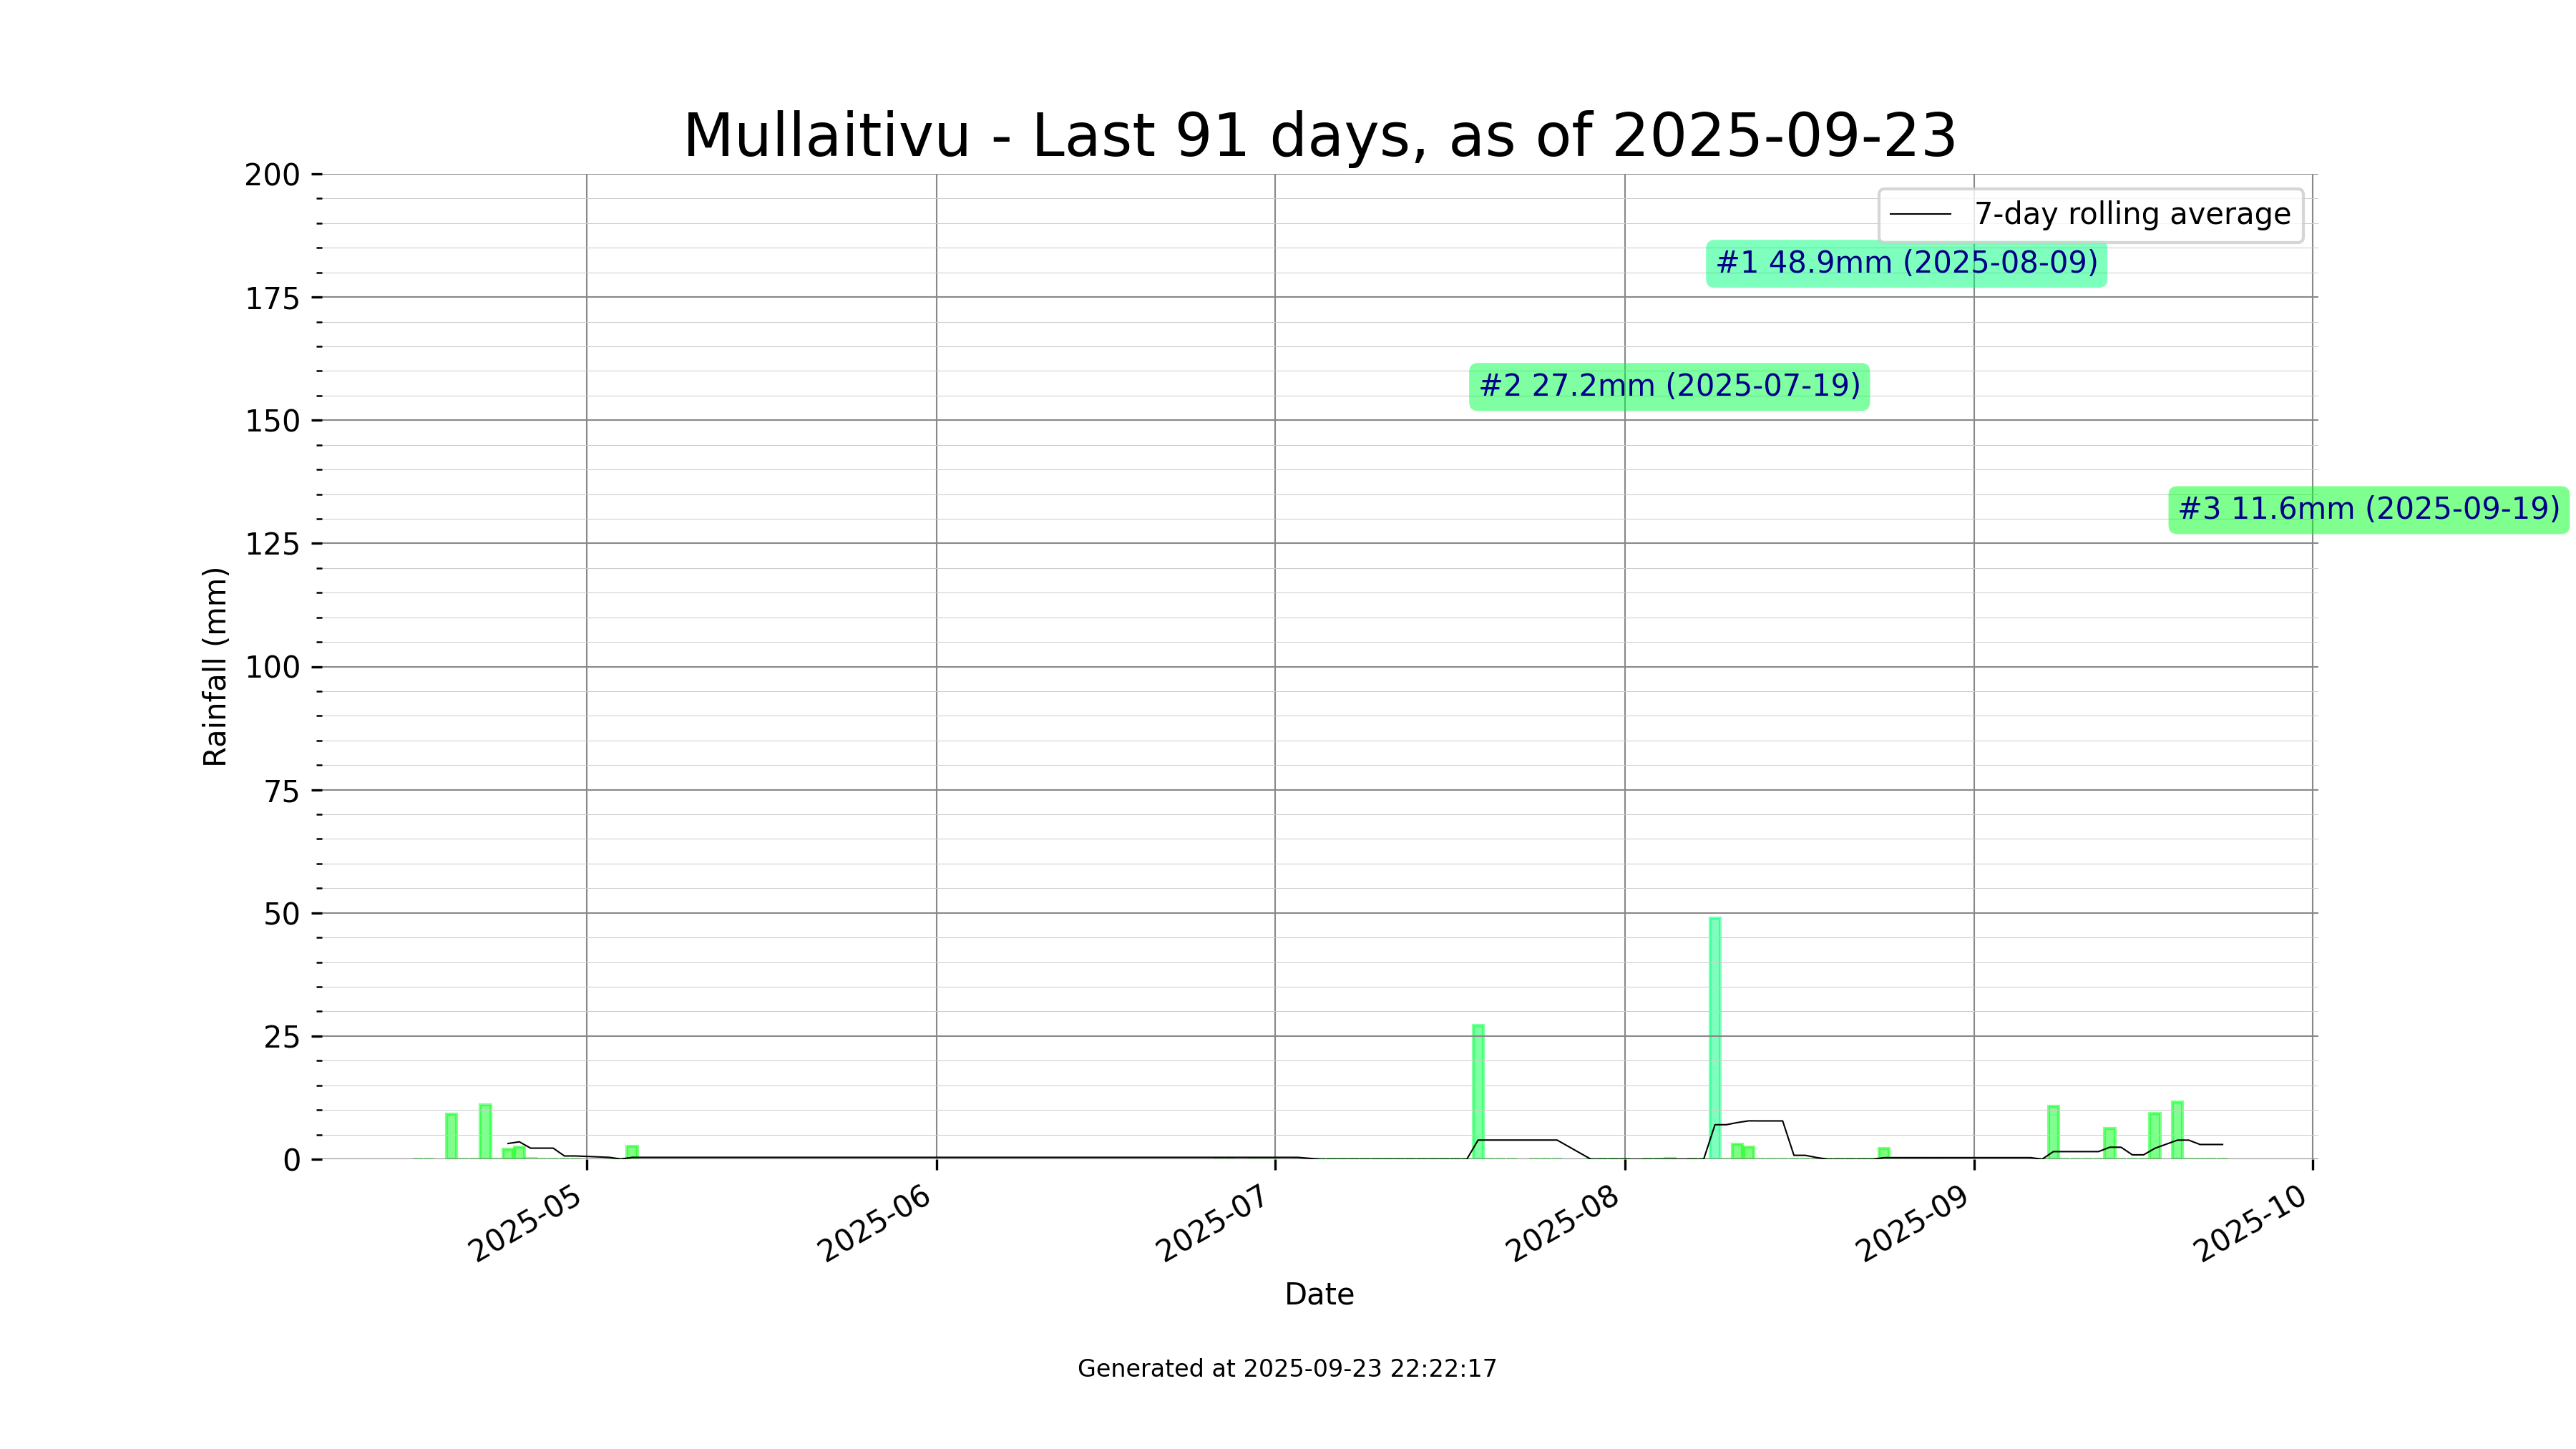 Mullaitivu - Last 91 days, as of 2025-09-23
7-day rolling average
#1 48.9mm (2025-08-09)
#2 27.2mm (2025-07-19)
#3 11.6mm (2025-09-19)
Rainfall (mm)
200
175
150
125
100
75
50
25
0
2025-05
2025-06
2025-07
2025-08
2025-09
2025-10
Date
Generated at 2025-09-23 22:22:17